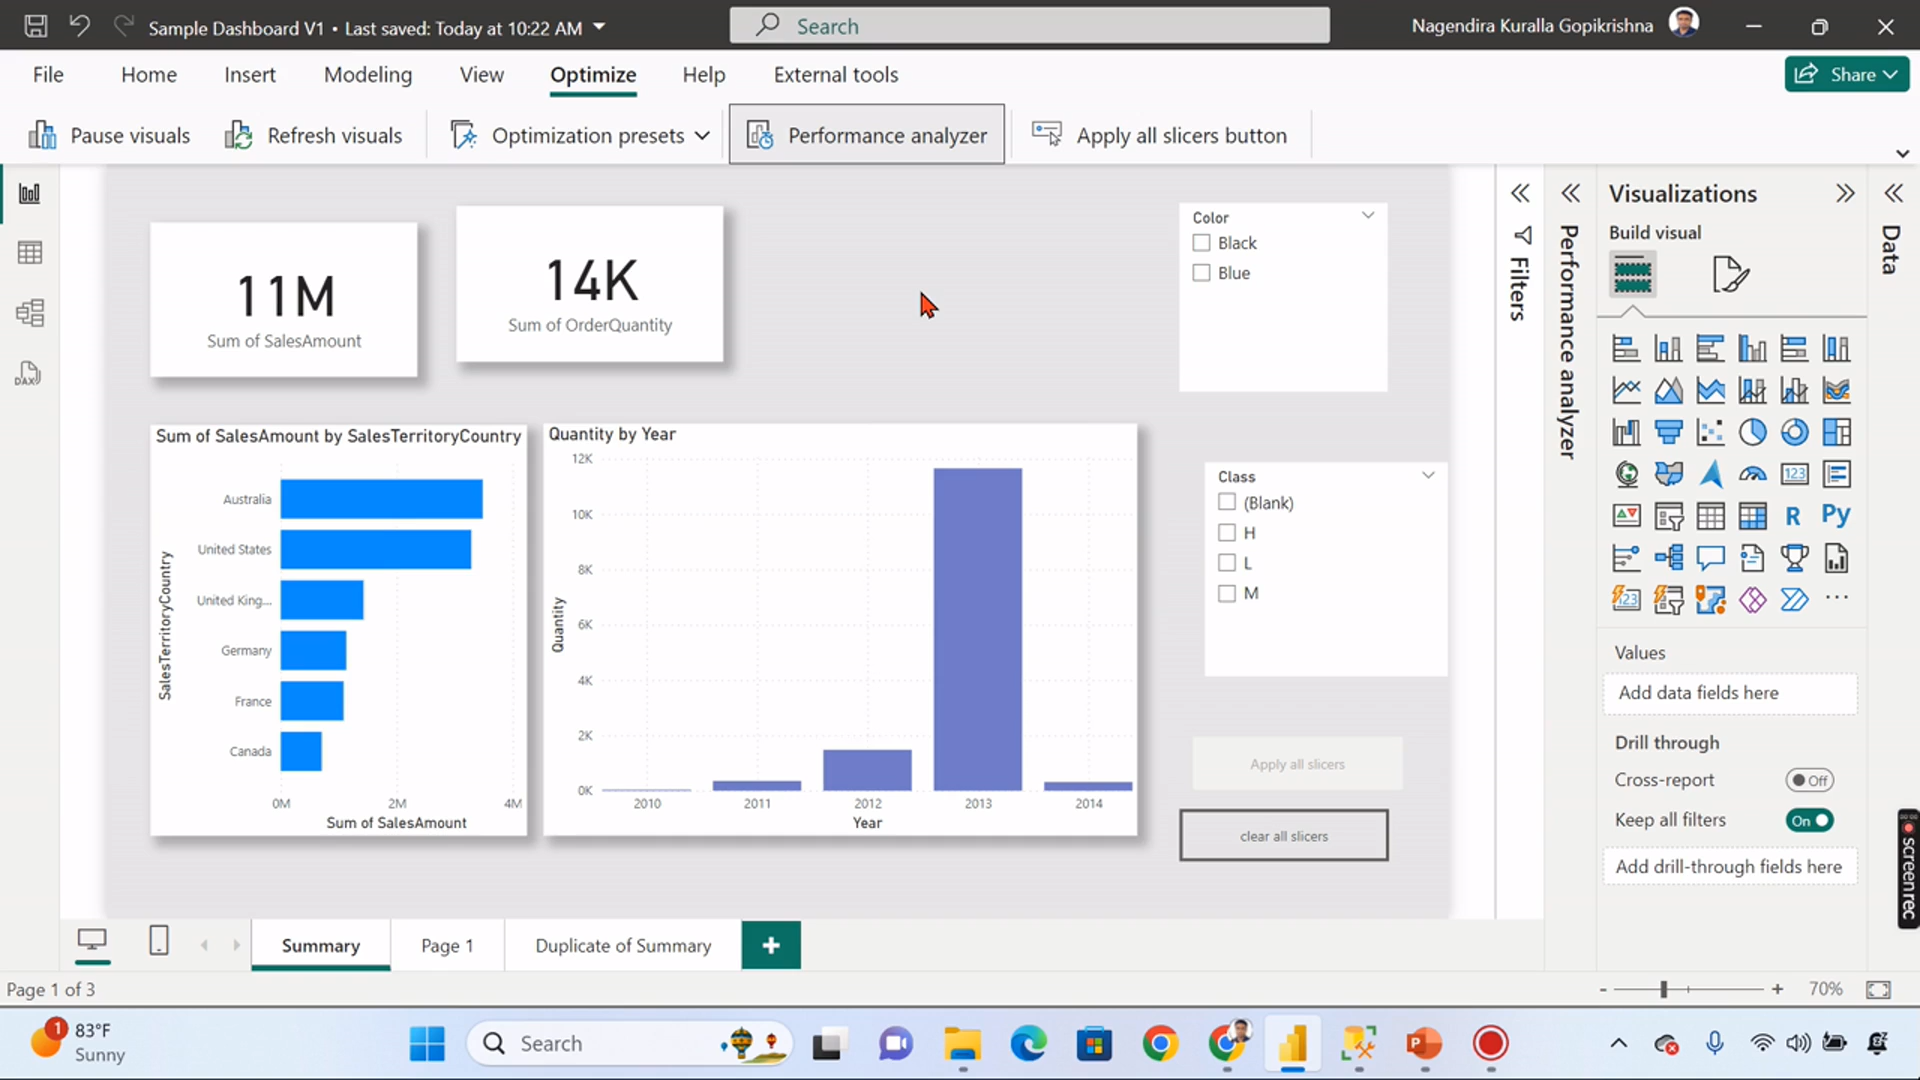 Sample Dashboard V1 • Last saved: Today at 10:22 AM
Search
Nagendira Kuralla Gopikrishna
File
Home
Insert
Modeling
View
Optimize
Help
External tools
Share
Pause visuals
Refresh visuals
Optimization presets
Performance analyzer
Apply all slicers button
DAX
11M
Sum of SalesAmount
14K
Sum of OrderQuantity
Color
Black
Blue
Sum of SalesAmount by SalesTerritoryCountry
SalesTerritoryCountry
Australia
United States
United King...
Germany
France
Canada
0M
2M
4M
Sum of SalesAmount
Quantity by Year
Quantity
12K
10K
8K
6K
4K
2K
0K
2010
2011
2012
2013
2014
Year
Class
(Blank)
H
L
M
Apply all slicers
clear all slicers
Filters
Performance analyzer
Visualizations
Build visual
123
R
Py
123
...
Values
Add data fields here
Drill through
Cross-report
Off
Keep all filters
On
Add drill-through fields here
Data
screenrec
Summary
Page 1
Duplicate of Summary
+
Page 1 of 3
-
+
70%
1
83°F
Sunny
Search
P